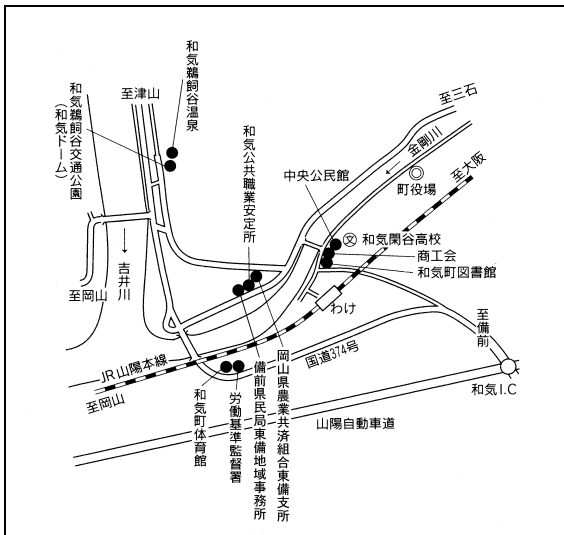 和気鵜飼谷温泉
至津山
和気鵜飼谷交通公園
(和気ドーム)
和気公共職業安定所
至三石
金剛川
至大阪
町役場
中央公民館
文
和気閑谷高校
商工会
和気町図書館
吉井川
至岡山
わけ
至備前
国道374号
和気I.C
JR山陽本線
至岡山
和気町体育館
労働基準監督署
備前県民局東備地域事務所
岡山県農業共済組合東備支所
山陽自動車道